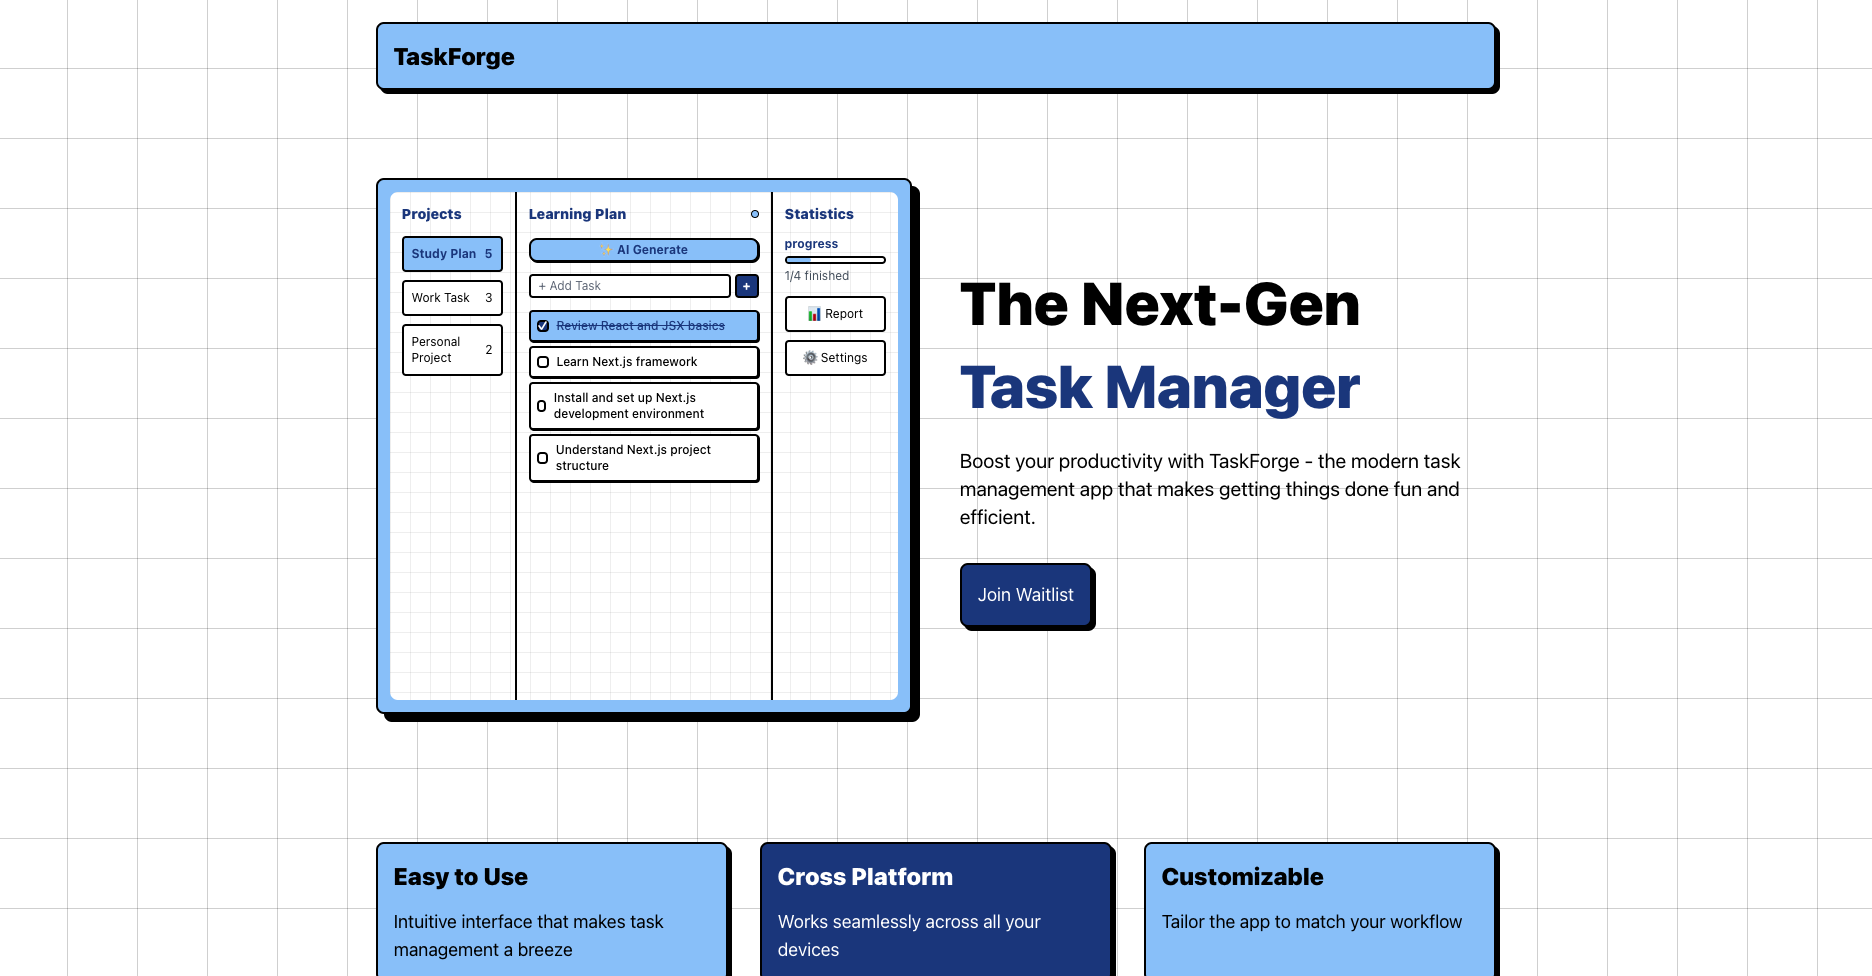 TaskForge
Projects
Study Plan 5
Work Task 3
Personal
Project
2
Learning Plan
AI Generate
+ Add Task
+
Review React and JSX basics
Learn Next.js framework
Install and set up Next.js
development environment
Understand Next.js project
structure
Statistics
progress
1/4 finished
Report
Settings
The Next-Gen
Task Manager
Boost your productivity with TaskForge - the modern task
management app that makes getting things done fun and
efficient.
Join Waitlist
Easy to Use
Intuitive interface that makes task
management a breeze
Cross Platform
Works seamlessly across all your
devices
Customizable
Tailor the app to match your workflow